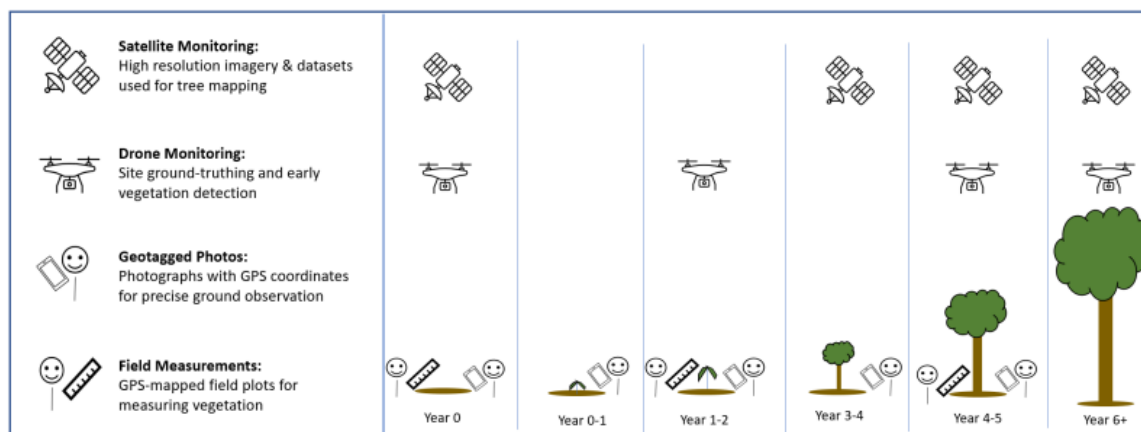 Satellite Monitoring:
High resolution imagery & datasets
used for tree mapping
Drone Monitoring:
Site ground-truthing and early
vegetation detection
Geotagged Photos:
Photographs with GPS coordinates
for precise ground observation
Field Measurements:
GPS-mapped field plots for
measuring vegetation
Year 0
Year 0-1
Year 1-2
Year 3-4
Year 4-5
Year 6+